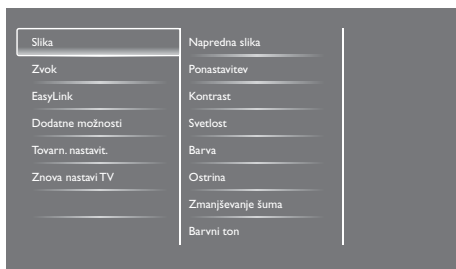 Slika
Zvok
EasyLink
Dodatne možnosti
Tovarn. nastavit.
Znova nastavi TV
Napredna slika
Ponastavitev
Kontrast
Svetlost
Barva
Ostrina
Zmanjševanje šuma
Barvni ton